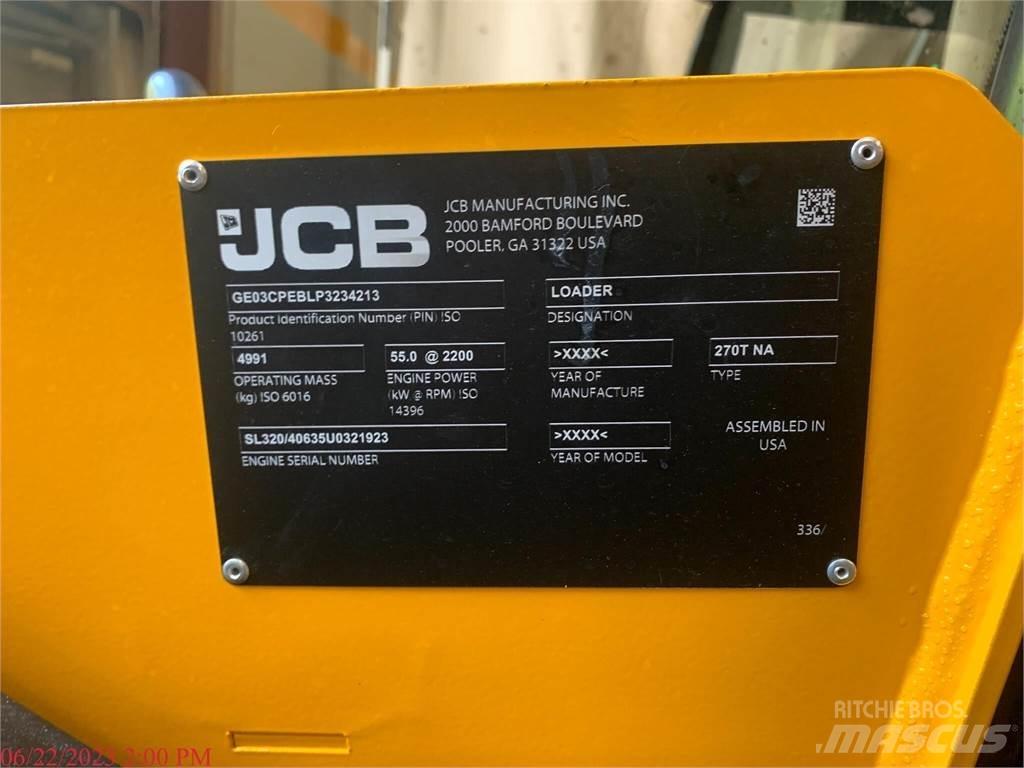 JCB
JCB MANUFACTURING INC.
2000 BAMFORD BOULEVARD
POOLER, GA 31322 USA
GE03CPEBLP3234213
Product Identification Number (PIN) ISO
10261
LOADER
DESIGNATION
4991
OPERATING MASS
(kg) ISO 6016
55.0 @ 2200
ENGINE POWER
(kW @ RPM) ISO
14396
>XXXX<
YEAR OF
MANUFACTURE
270T NA
TYPE
SL320/40635U0321923
ENGINE SERIAL NUMBER
>XXXX<
YEAR OF MODEL
ASSEMBLED IN
USA
336/
06/22/2023 2:00 PM
RITCHIE BROS.
MASCUS